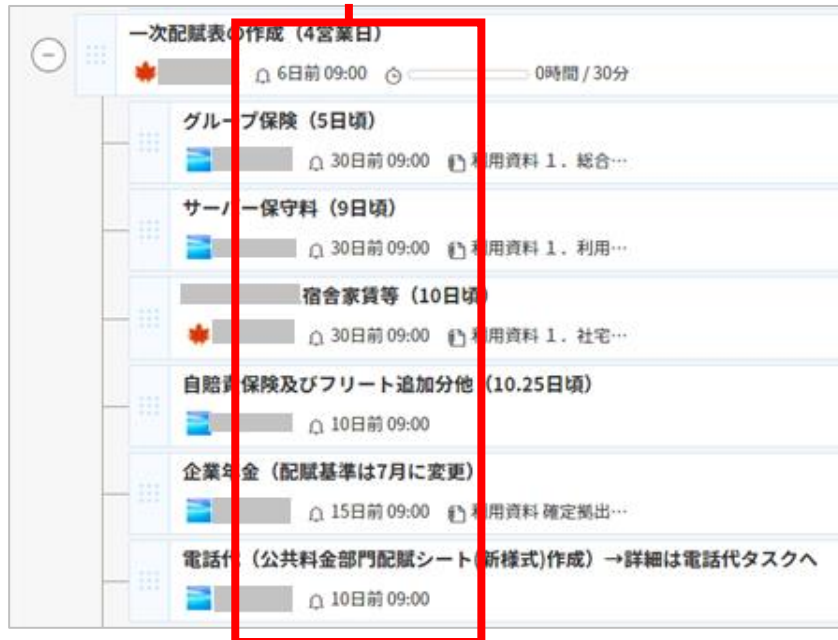 一次配賦表の作成（4営業日）
6日前 09:00 0時間 / 30分
グループ保険（5日頃）
30日前 09:00 利用資料 １．総合…
サーバー保守料（9日頃）
30日前 09:00 利用資料 １．利用…
宿舎家賃等（10日頃）
30日前 09:00 利用資料 １．社宅…
自賠責保険及びフリート追加分他（10.25日頃）
10日前 09:00
企業年金（配賦基準は7月に変更）
15日前 09:00 利用資料 確定拠出…
電話代（公共料金部門配賦シート(新様式)作成）→詳細は電話代タスクへ
10日前 09:00